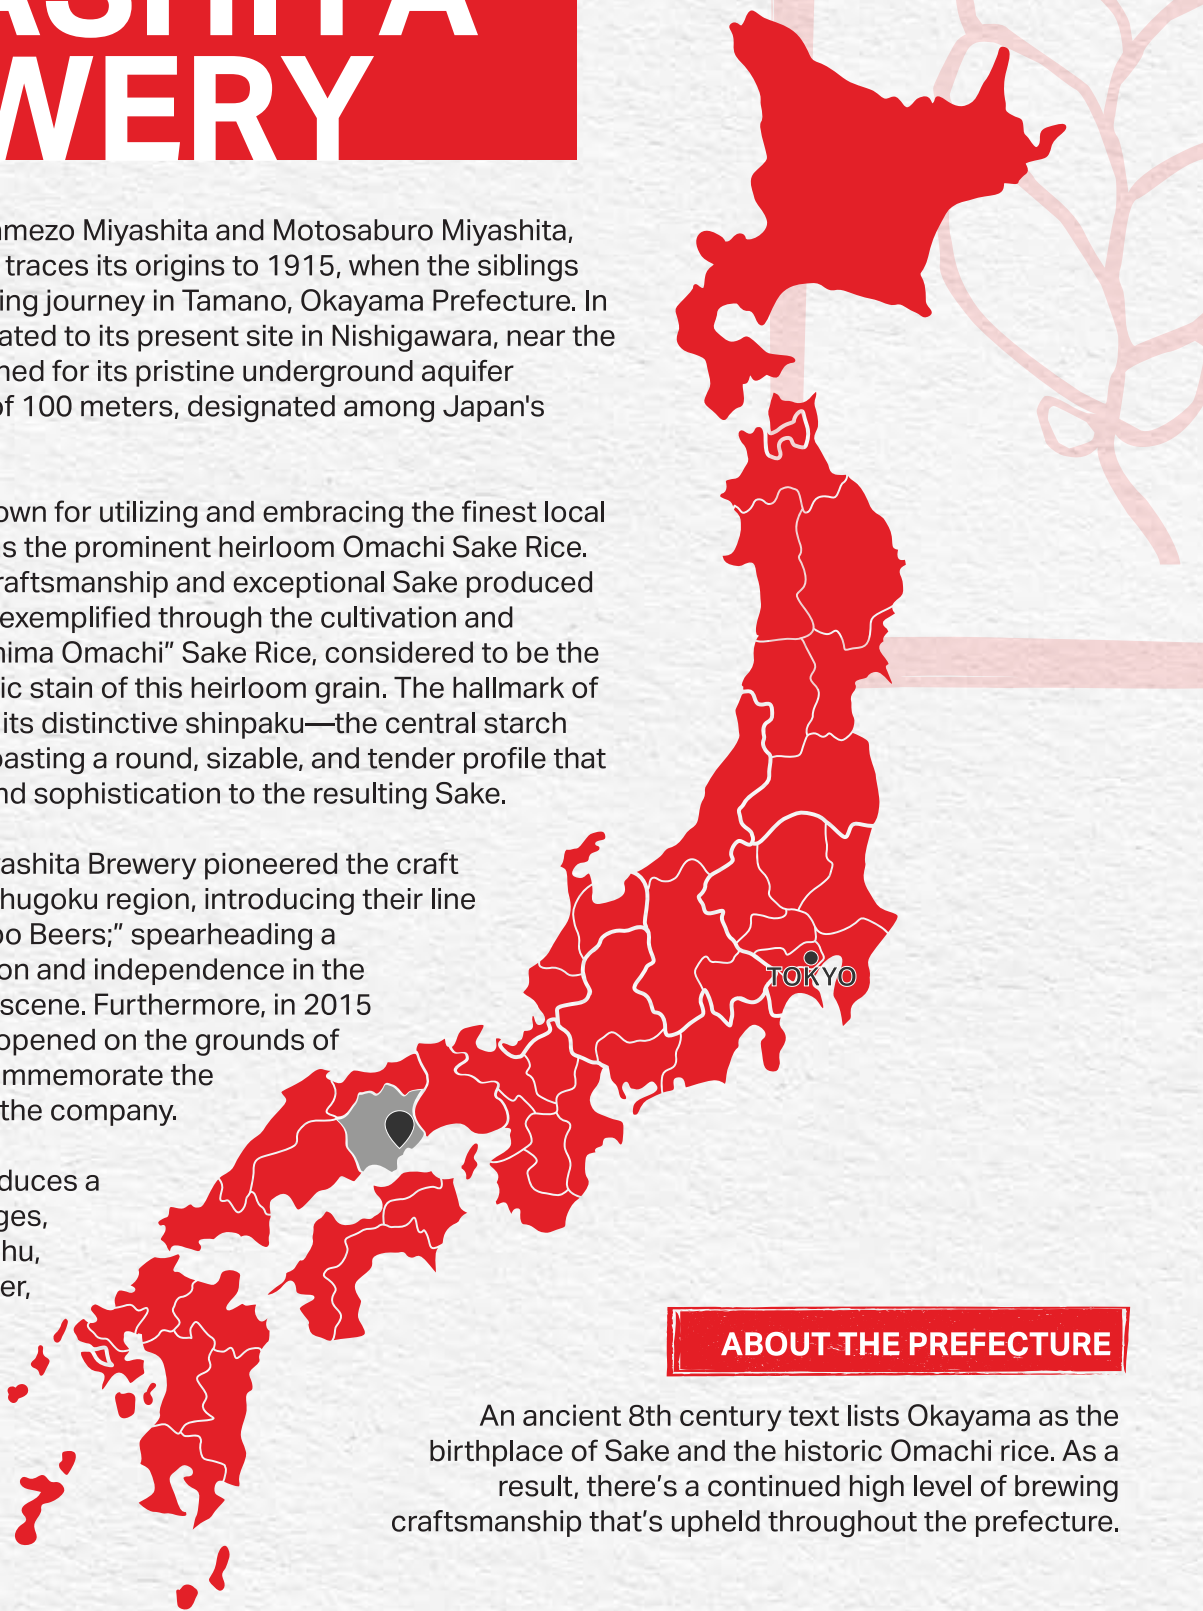 ASHITA
WERY
amezo Miyashita and Motosaburo Miyashita,
traces its origins to 1915, when the siblings
ing journey in Tamano, Okayama Prefecture. In
ated to its present site in Nishigawara, near the
ned for its pristine underground aquifer
of 100 meters, designated among Japan's
own for utilizing and embracing the finest local
s the prominent heirloom Omachi Sake Rice.
raftsmanship and exceptional Sake produced
exemplified through the cultivation and
hima Omachi” Sake Rice, considered to be the
ic stain of this heirloom grain. The hallmark of
its distinctive shinpaku—the central starch
oasting a round, sizable, and tender profile that
nd sophistication to the resulting Sake.
yashita Brewery pioneered the craft
hugoku region, introducing their line
po Beers;” spearheading a
on and independence in the
scene. Furthermore, in 2015
opened on the grounds of
mmemorate the
the company.
duces a
ges,
hu,
er,
TOKYO
ABOUT THE PREFECTURE
An ancient 8th century text lists Okayama as the
birthplace of Sake and the historic Omachi rice. As a
result, there’s a continued high level of brewing
craftsmanship that’s upheld throughout the prefecture.